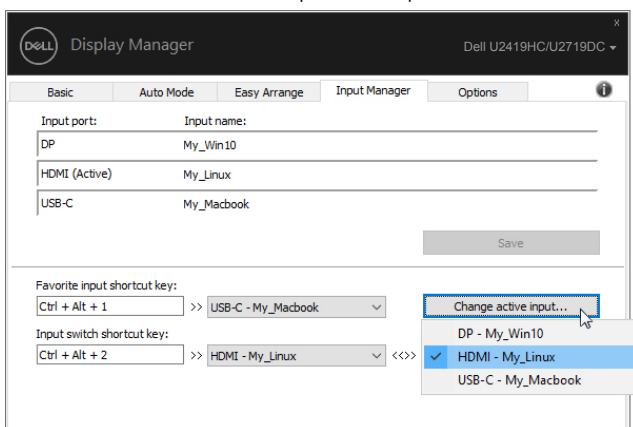 x
DELL Display Manager Dell U2419HC/U2719DC
Basic Auto Mode Easy Arrange Input Manager Options i
Input port: Input name:
DP My_Win10
HDMI (Active) My_Linux
USB-C My_Macbook
Save
Favorite input shortcut key:
Ctrl + Alt + 1 >> USB-C - My_Macbook Change active input...
Input switch shortcut key:
DP - My_Win10
Ctrl + Alt + 2 >> HDMI - My_Linux <<>> HDMI - My_Linux
USB-C - My_Macbook